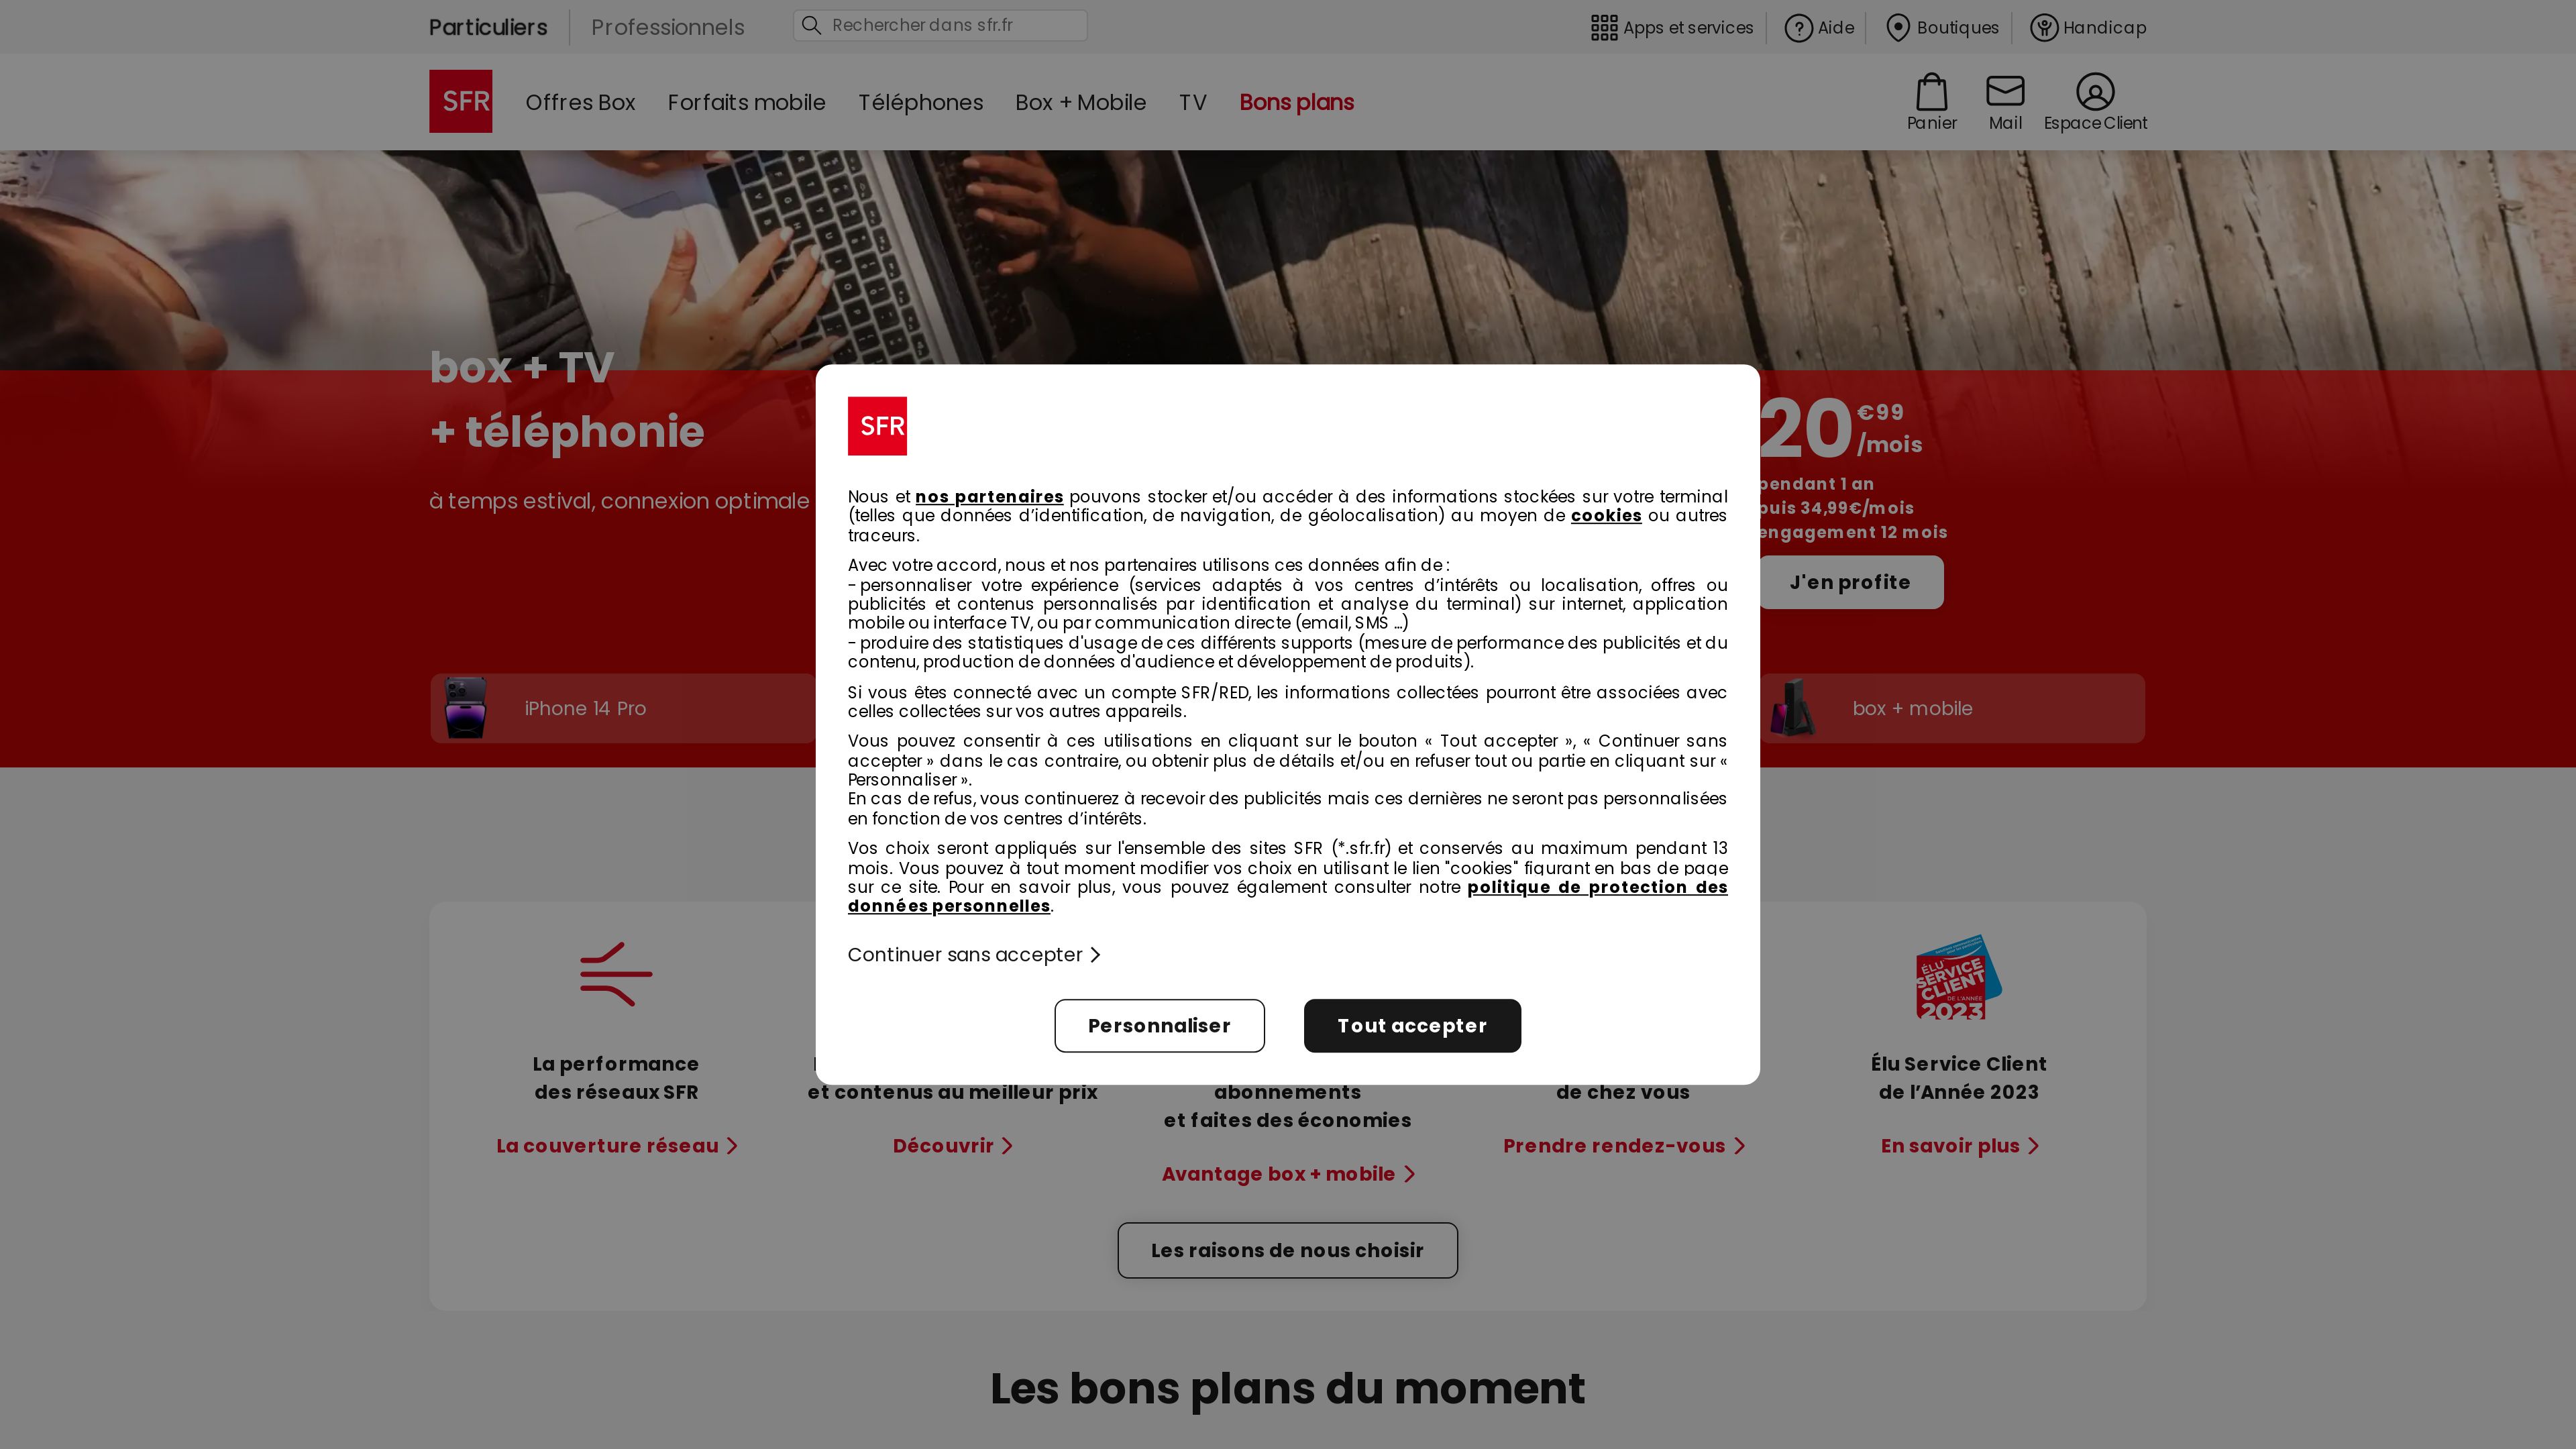 Particuliers
Professionnels
Rechercher dans sfr.fr
Apps et services
Aide
Boutiques
Handicap
SFR
Offres Box
Forfaits mobile
Téléphones
Box + Mobile
TV
Bons plans
Panier
Mail
Espace Client
box + TV
+ téléphonie
à temps estival, connexion optimale
20 €99
/mois
pendant 1 an
puis 34,99€/mois
engagement 12 mois
J'en profite
iPhone 14 Pro
box + mobile
SFR
Nous et nos partenaires pouvons stocker et/ou accéder à des informations stockées sur votre terminal
(telles que données d’identification, de navigation, de géolocalisation) au moyen de cookies ou autres
traceurs.
Avec votre accord, nous et nos partenaires utilisons ces données afin de :
- personnaliser votre expérience (services adaptés à vos centres d’intérêts ou localisation, offres ou
publicités et contenus personnalisés par identification et analyse du terminal) sur internet, application
mobile ou interface TV, ou par communication directe (email, SMS …)
- produire des statistiques d'usage de ces différents supports (mesure de performance des publicités et du
contenu, production de données d'audience et développement de produits).
Si vous êtes connecté avec un compte SFR/RED, les informations collectées pourront être associées avec
celles collectées sur vos autres appareils.
Vous pouvez consentir à ces utilisations en cliquant sur le bouton « Tout accepter », « Continuer sans
accepter » dans le cas contraire, ou obtenir plus de détails et/ou en refuser tout ou partie en cliquant sur «
Personnaliser ».
En cas de refus, vous continuerez à recevoir des publicités mais ces dernières ne seront pas personnalisées
en fonction de vos centres d’intérêts.
Vos choix seront appliqués sur l'ensemble des sites SFR (*.sfr.fr) et conservés au maximum pendant 13
mois. Vous pouvez à tout moment modifier vos choix en utilisant le lien "cookies" figurant en bas de page
sur ce site. Pour en savoir plus, vous pouvez également consulter notre politique de protection des
données personnelles.
Continuer sans accepter
Personnaliser
Tout accepter
La performance
des réseaux SFR
La couverture réseau
et contenus au meilleur prix
Découvrir
abonnements
et faites des économies
Avantage box + mobile
de chez vous
Prendre rendez-vous
ÉLU
SERVICE
CLIENT
DE L'ANNÉE
2023
Élu Service Client
de l’Année 2023
En savoir plus
Les raisons de nous choisir
Les bons plans du moment